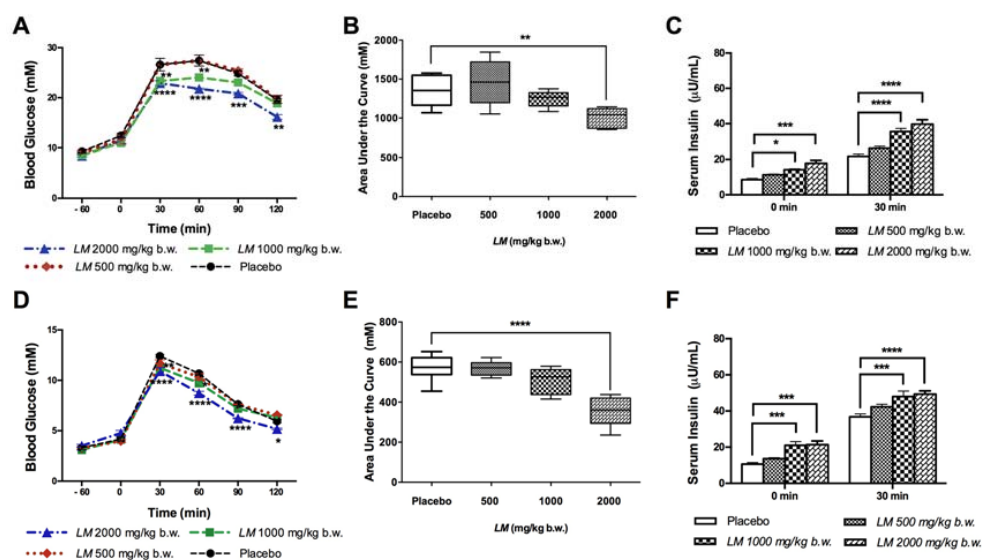 A
Blood Glucose (mM)
30
20
10
0
** **
**** **** *** **
- 60 0 30 60 90 120
Time (min)
LM 2000 mg/kg b.w. LM 1000 mg/kg b.w.
LM 500 mg/kg b.w. Placebo
B
Area Under the Curve (mM)
2000
1500
1000
500
0
**
Placebo 500 1000 2000
LM (mg/kg b.w.)
C
Serum Insulin (µU/mL)
80
60
40
20
0
***
*
****
****
0 min 30 min
Placebo LM 500 mg/kg b.w.
LM 1000 mg/kg b.w. LM 2000 mg/kg b.w.
D
Blood Glucose (mM)
15
10
5
0
**** **** **** *
- 60 0 30 60 90 120
Time (min)
LM 2000 mg/kg b.w. LM 1000 mg/kg b.w.
LM 500 mg/kg b.w. Placebo
E
Area Under the Curve (mM)
800
600
400
200
0
****
Placebo 500 1000 2000
LM (mg/kg b.w.)
F
Serum Insulin (µU/mL)
80
60
40
20
0
***
***
****
***
0 min 30 min
Placebo LM 500 mg/kg b.w.
LM 1000 mg/kg b.w. LM 2000 mg/kg b.w.